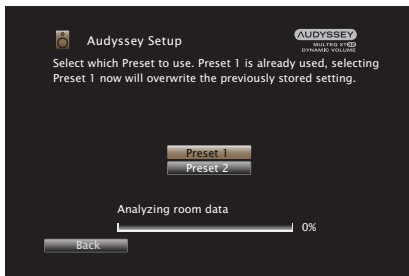 Audyssey Setup
AUDYSSEY
MULTEQ XT32
DYNAMIC VOLUME
Select which Preset to use. Preset 1 is already used, selecting
Preset 1 now will overwrite the previously stored setting.
Preset 1
Preset 2
Analyzing room data
0%
Back